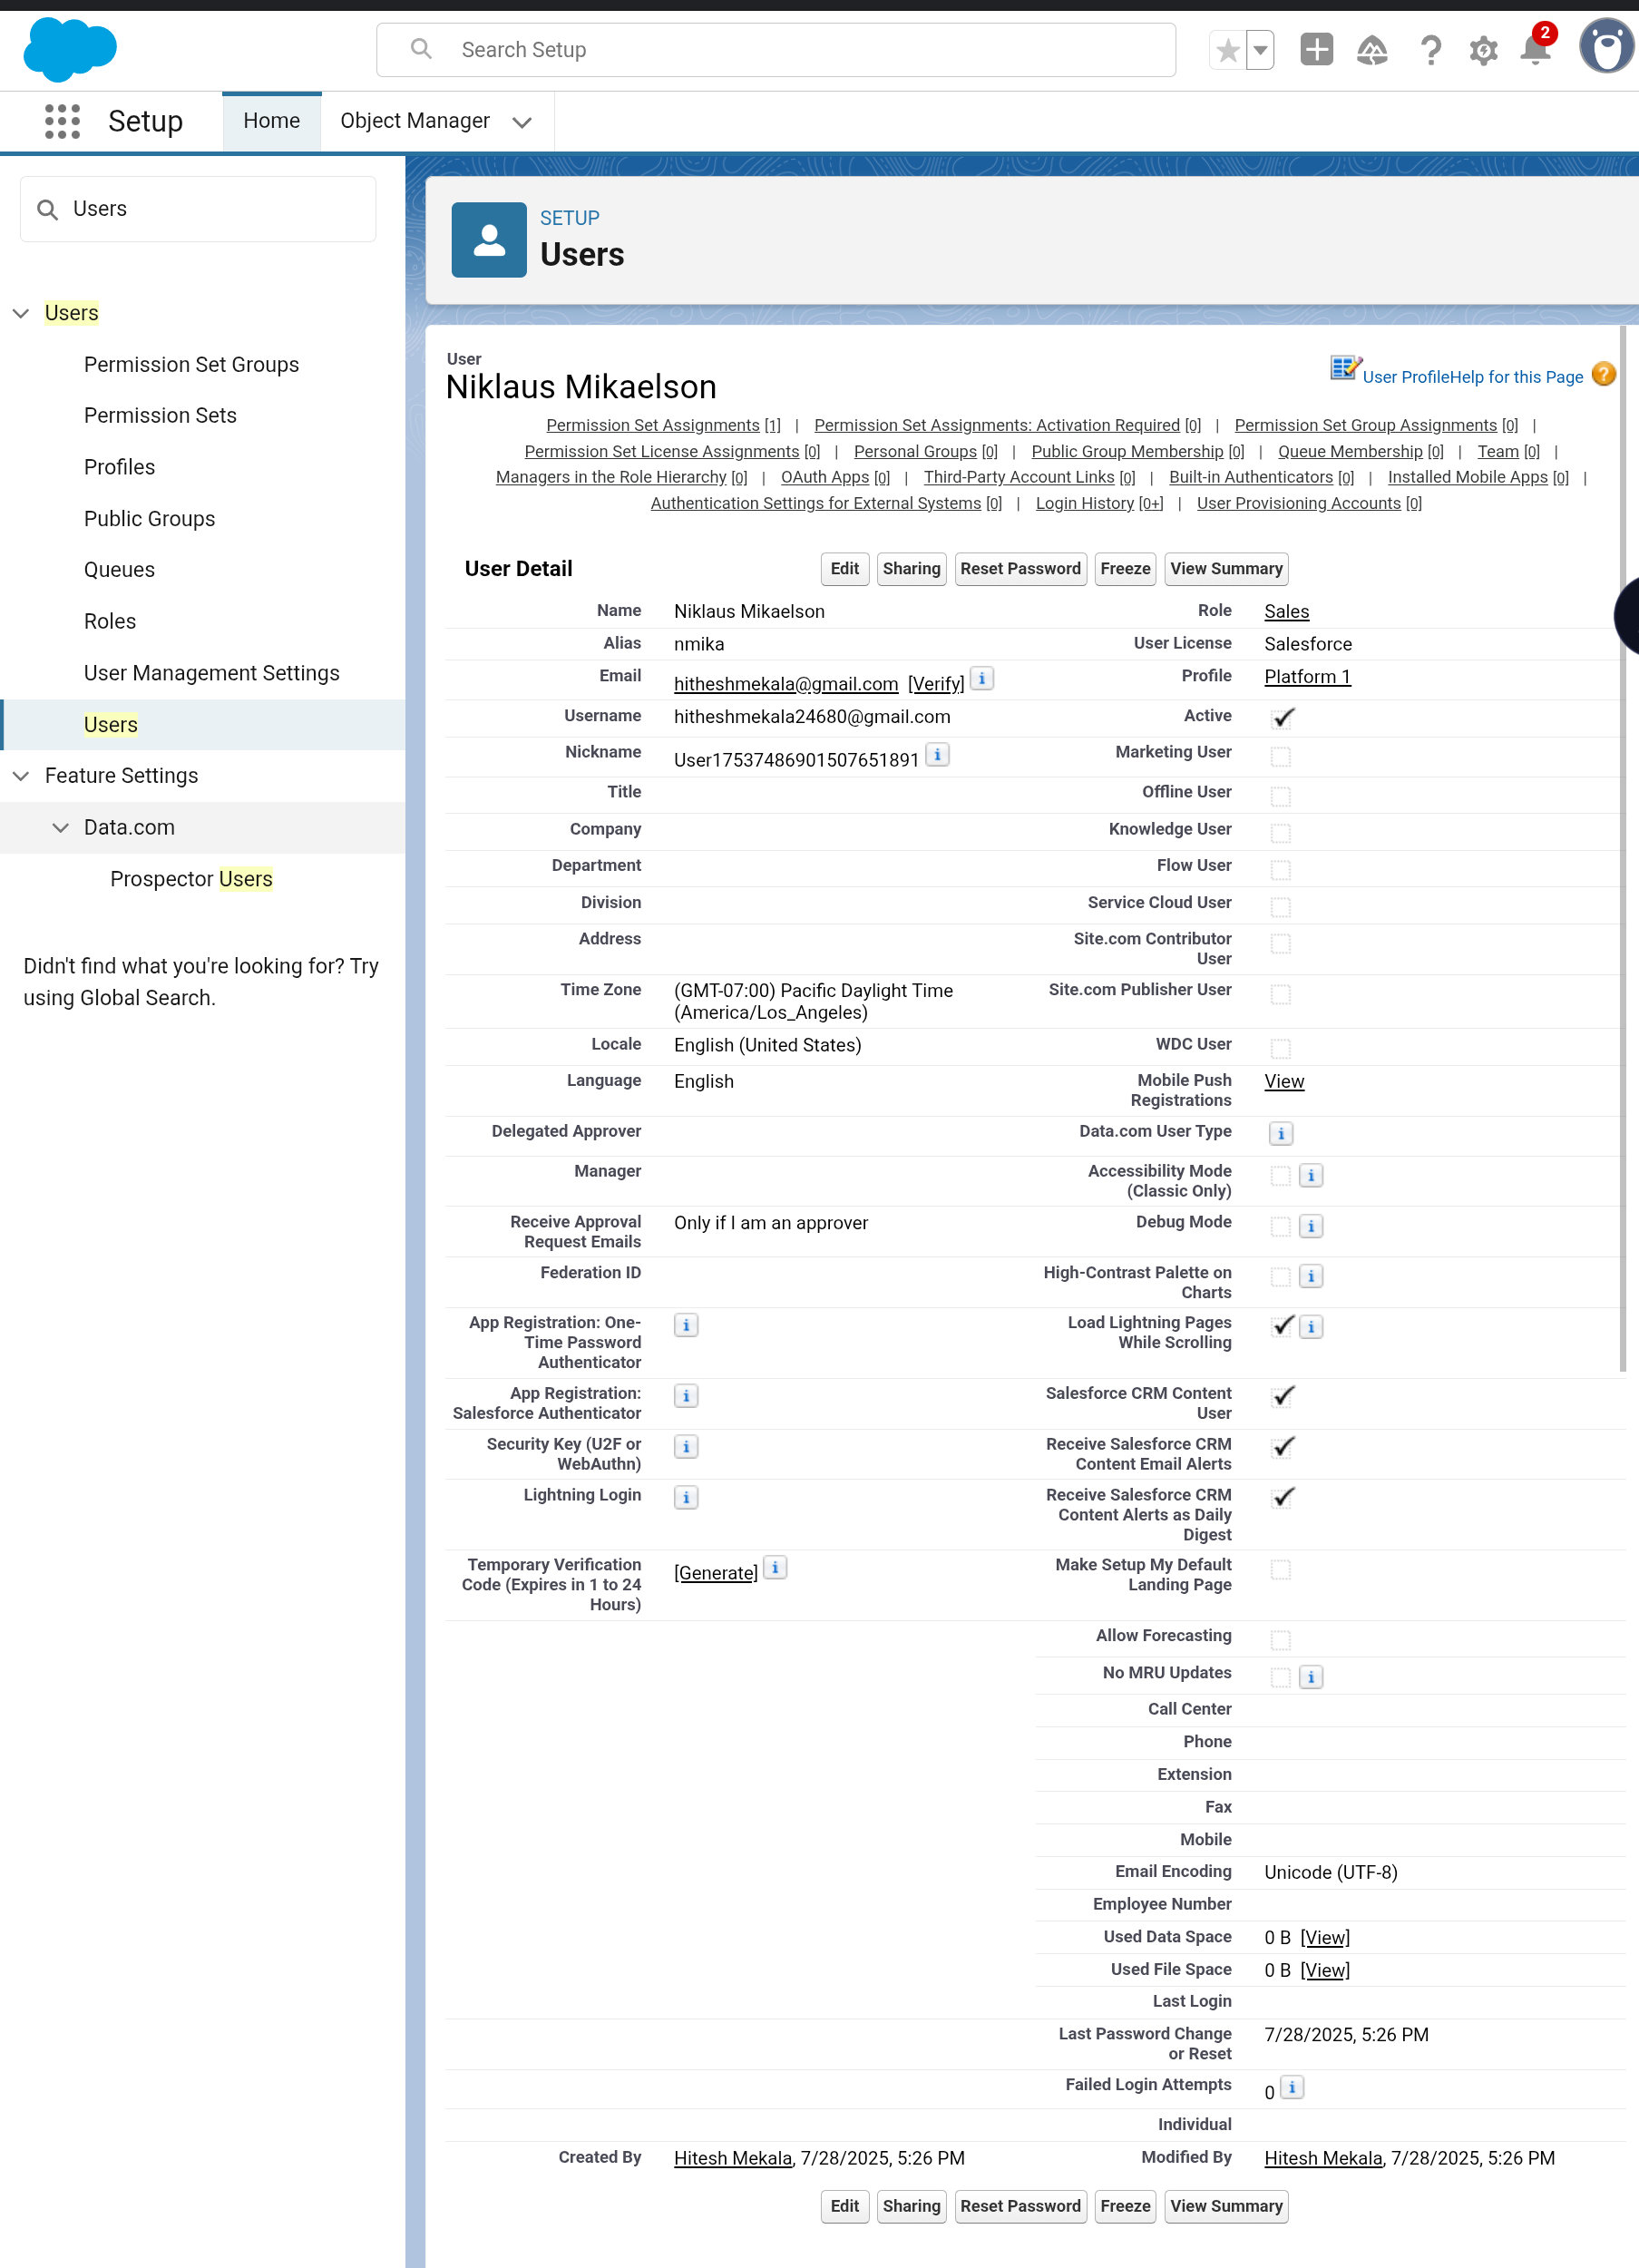 Search Setup
2
Setup
Home
Object Manager
Users
Users
Permission Set Groups
Permission Sets
Profiles
Public Groups
Queues
Roles
User Management Settings
Users
Feature Settings
Data.com
Prospector Users
Didn't find what you're looking for? Try
using Global Search.
SETUP
Users
User
Niklaus Mikaelson
User ProfileHelp for this Page ?
Permission Set Assignments [1] | Permission Set Assignments: Activation Required [0] | Permission Set Group Assignments [0] |
Permission Set License Assignments [0] | Personal Groups [0] | Public Group Membership [0] | Queue Membership [0] | Team [0] |
Managers in the Role Hierarchy [0] | OAuth Apps [0] | Third-Party Account Links [0] | Built-in Authenticators [0] | Installed Mobile Apps [0] |
Authentication Settings for External Systems [0] | Login History [0+] | User Provisioning Accounts [0]
User Detail
Edit Sharing Reset Password Freeze View Summary
Name Niklaus Mikaelson Role Sales
Alias nmika User License Salesforce
Email hitheshmekala@gmail.com [Verify] i Profile Platform 1
Username hitheshmekala24680@gmail.com Active
Nickname User17537486901507651891 i Marketing User
Title Offline User
Company Knowledge User
Department Flow User
Division Service Cloud User
Address Site.com Contributor
User
Time Zone (GMT-07:00) Pacific Daylight Time Site.com Publisher User
(America/Los_Angeles)
Locale English (United States) WDC User
Language English Mobile Push View
Registrations
Delegated Approver Data.com User Type i
Manager Accessibility Mode i
(Classic Only)
Receive Approval Only if I am an approver Debug Mode i
Request Emails
Federation ID High-Contrast Palette on i
Charts
App Registration: One- i Load Lightning Pages i
Time Password While Scrolling
Authenticator
App Registration: i Salesforce CRM Content
Salesforce Authenticator User
Security Key (U2F or i Receive Salesforce CRM
WebAuthn) Content Email Alerts
Lightning Login i Receive Salesforce CRM
Content Alerts as Daily
Digest
Temporary Verification [Generate] i Make Setup My Default
Code (Expires in 1 to 24 Landing Page
Hours)
Allow Forecasting
No MRU Updates i
Call Center
Phone
Extension
Fax
Mobile
Email Encoding Unicode (UTF-8)
Employee Number
Used Data Space 0 B [View]
Used File Space 0 B [View]
Last Login
Last Password Change 7/28/2025, 5:26 PM
or Reset
Failed Login Attempts 0 i
Individual
Created By Hitesh Mekala, 7/28/2025, 5:26 PM Modified By Hitesh Mekala, 7/28/2025, 5:26 PM
Edit Sharing Reset Password Freeze View Summary